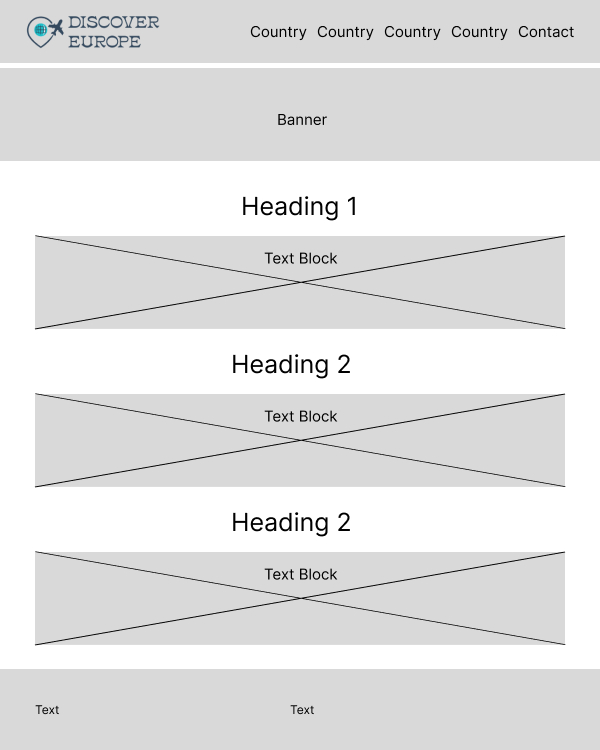 DISCOVER
EUROPE
Country Country Country Country Contact
Banner
Heading 1
Text Block
Heading 2
Text Block
Heading 2
Text Block
Text Text